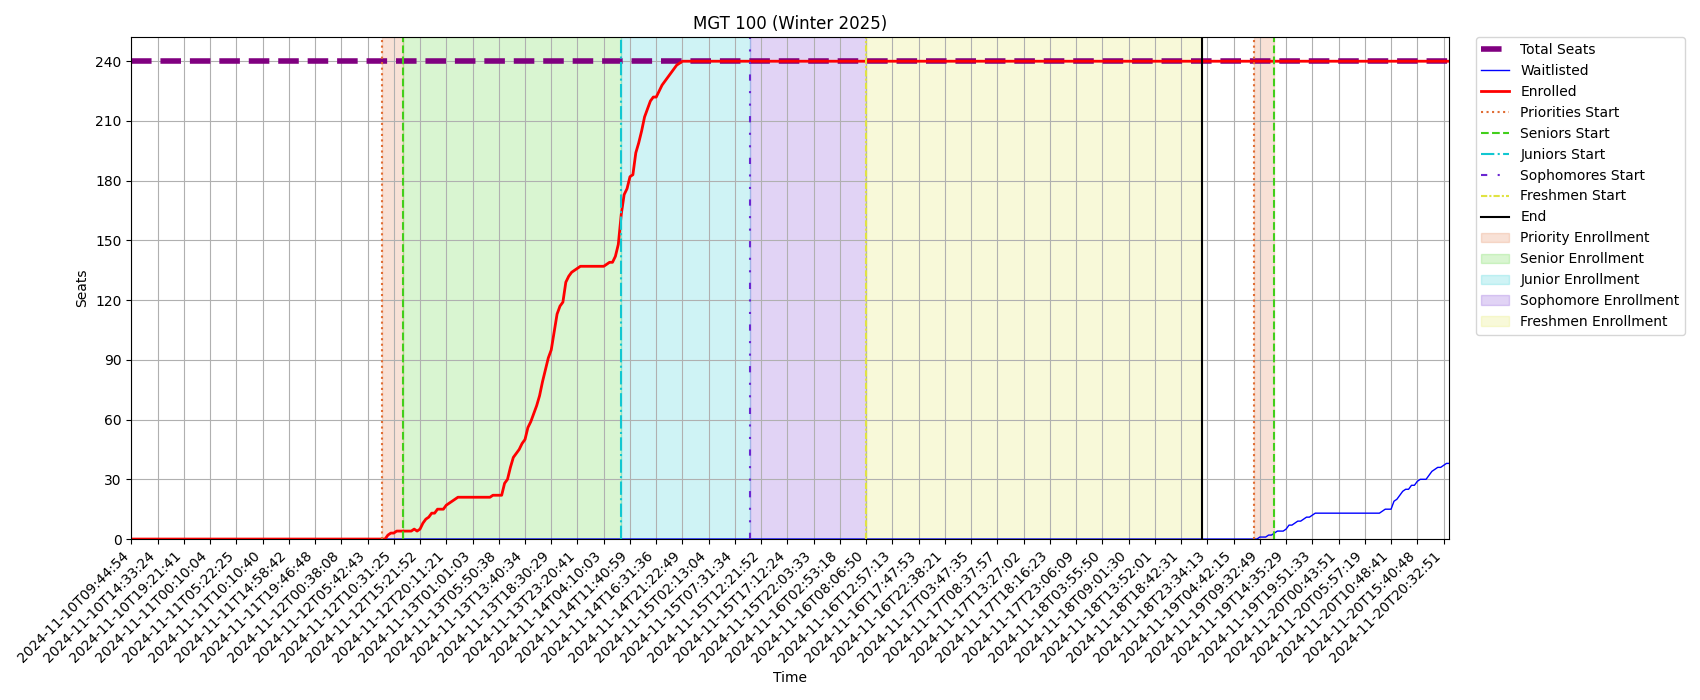 MGT 100 (Winter 2025)
Seats
240
210
180
150
120
90
60
30
0
2024-11-10T09:44:54
2024-11-10T14:33:24
2024-11-10T19:21:41
2024-11-11T00:10:04
2024-11-11T05:22:25
2024-11-11T10:10:40
2024-11-11T14:58:42
2024-11-11T19:46:48
2024-11-12T00:38:08
2024-11-12T05:42:43
2024-11-12T10:31:25
2024-11-12T15:21:52
2024-11-12T20:11:21
2024-11-13T01:01:03
2024-11-13T05:50:38
2024-11-13T13:40:34
2024-11-13T18:30:29
2024-11-13T23:20:41
2024-11-14T04:10:03
2024-11-14T11:40:59
2024-11-14T16:31:36
2024-11-14T21:22:49
2024-11-15T02:13:04
2024-11-15T07:31:34
2024-11-15T12:21:52
2024-11-15T17:12:24
2024-11-15T22:03:33
2024-11-16T02:53:18
2024-11-16T08:06:50
2024-11-16T12:57:13
2024-11-16T17:47:53
2024-11-16T22:38:21
2024-11-17T03:47:35
2024-11-17T08:37:57
2024-11-17T13:27:02
2024-11-17T18:16:23
2024-11-17T23:06:09
2024-11-18T03:55:50
2024-11-18T09:01:30
2024-11-18T13:52:01
2024-11-18T18:42:31
2024-11-18T23:34:13
2024-11-19T04:42:15
2024-11-19T09:32:49
2024-11-19T14:35:29
2024-11-19T19:51:33
2024-11-20T00:43:51
2024-11-20T05:57:19
2024-11-20T10:48:41
2024-11-20T15:40:48
2024-11-20T20:32:51
Time
Total Seats
Waitlisted
Enrolled
Priorities Start
Seniors Start
Juniors Start
Sophomores Start
Freshmen Start
End
Priority Enrollment
Senior Enrollment
Junior Enrollment
Sophomore Enrollment
Freshmen Enrollment